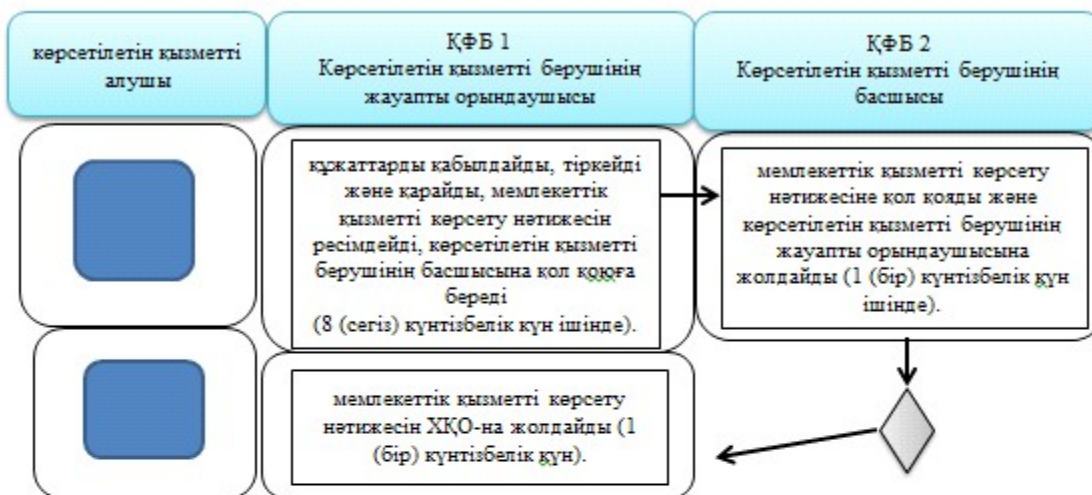 көрсетілетін қызметті
алушы
ҚФБ 1
Көрсетілетін қызметті берушінің
жауапты орындаушысы
ҚФБ 2
Көрсетілетін қызметті берушінің
басшысы
құжаттарды қабылдайды, тіркейді
және қарайды, мемлекеттік
қызметті көрсету нәтижесін
ресімдейді, көрсетілетін қызметті
берушінің басшысына қол қоюға
береді
(8 (сегіз) күнтізбелік күн ішінде).
мемлекеттік қызметті көрсету
нәтижесіне қол қояды және
көрсетілетін қызметті берушінің
жауапты орындаушысына
жолдайды (1 (бір) күнтізбелік күн
ішінде).
мемлекеттік қызметті көрсету
нәтижесін ХҚО-на жолдайды (1
(бір) күнтізбелік күн).